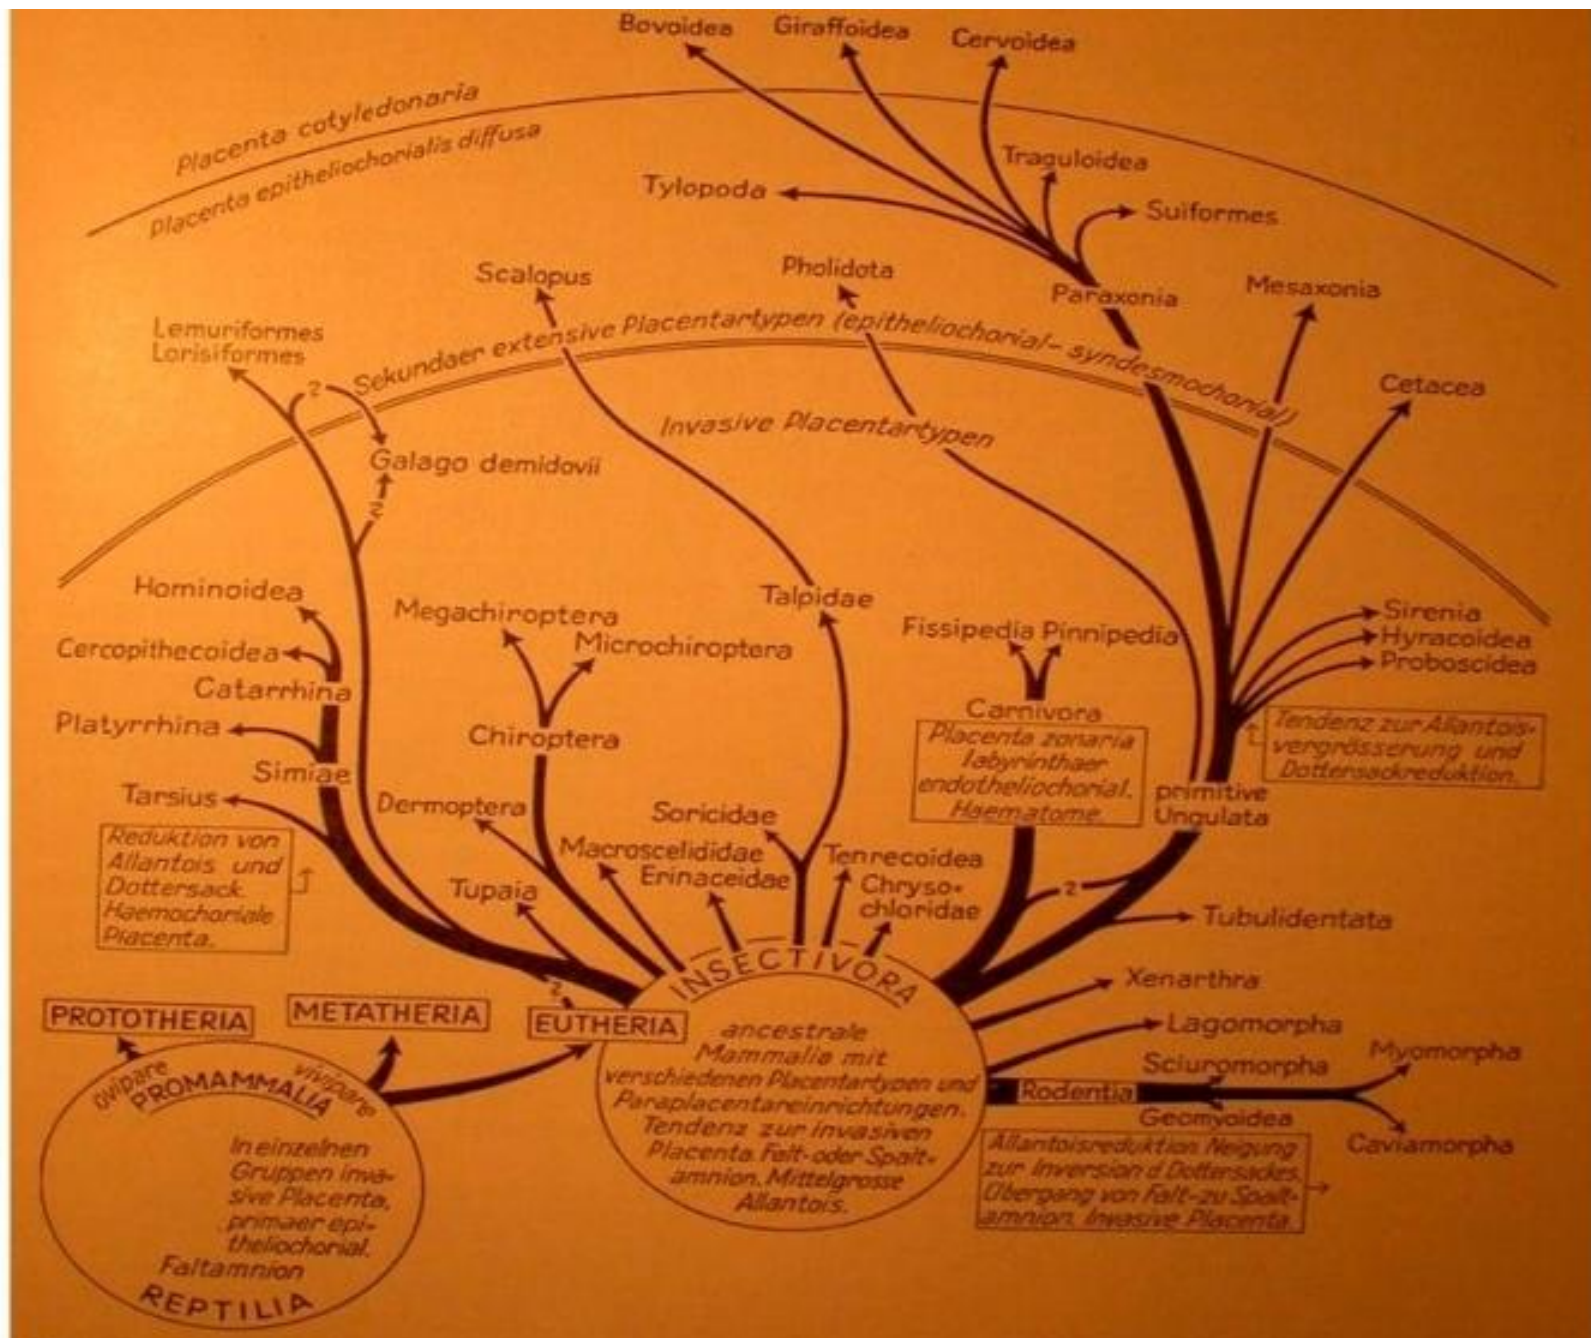 Bovoidea
Giraffoidea
Cervoidea
Placenta cotyledonaria
Placenta epitheliochorialis diffusa
Traguloidea
Tylopoda
Suiformes
Scalopus
Pholidota
Paraxonia
Mesaxonia
Lemuriformes
Lorisiformes
Sekundaer extensive Placentartypen (epitheliochorial- syndesmochorial)
2
Cetacea
Invasive Placentartypen
Galago demidovii
2
Hominoidea
Megachiroptera
Talpidae
Fissipedia
Pinnipedia
Sirenia
Microchiroptera
Hyracoidea
Cercopithecoidea
Proboscidea
Catarrhina
Platyrrhina
Chiroptera
Carnivora
Placenta zonaria
labyrinthaer
endotheliochorial.
Haematome.
Tendenz zur Allantois-
vergrösserung und
Dottersackreduktion.
Simiae
Tarsius
Dermoptera
primitive
Ungulata
Soricidae
Reduktion von
Allantois und
Dottersack.
Haemochoriale
Placenta.
Macroscelididae
Erinaceidae
Tenrecoidea
Chryso-
chloridae
Tupaia
2
Tubulidentata
INSECTIVORA
Xenarthra
2
PROTOTHERIA
METATHERIA
EUTHERIA
Lagomorpha
ancestrale
Mammalia mit
verschiedenen Placentartypen und
Paraplacentareinrichtungen.
Tendenz zur invasiven
Placenta. Falt- oder Spalt-
amnion. Mittelgrosse
Allantois.
Sciuromorpha
Myomorpha
Rodentia
Geomyoidea
Caviamorpha
ovipare
vivipare
PROMAMMALIA
In einzelnen
Gruppen inva-
sive Placenta,
primaer epi-
theliochorial.
Faltamnion
REPTILIA
Allantoisreduktion. Neigung
zur Inversion d. Dottersackes.
Übergang von Falt- zu Spalt-
amnion. Invasive Placenta.